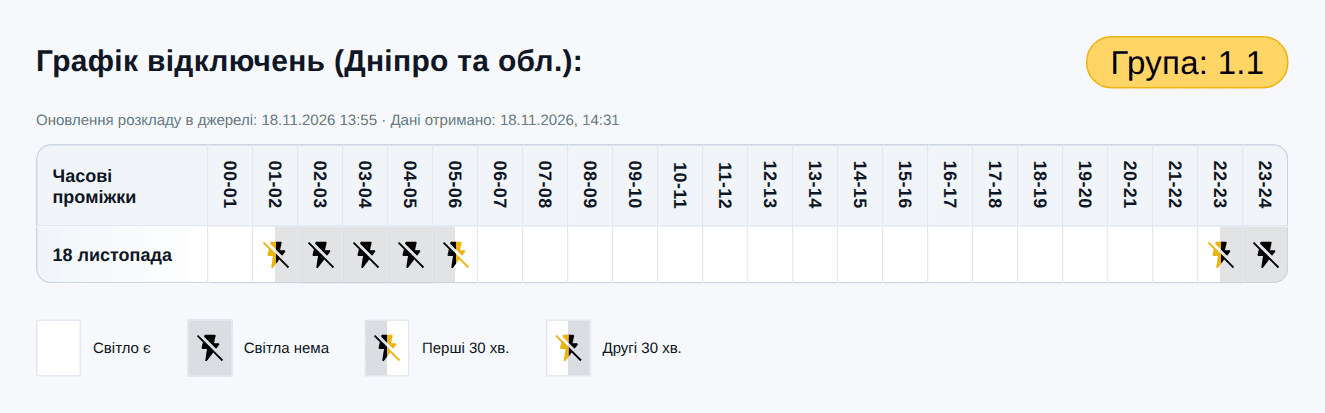 Графік відключень (Дніпро та обл.):
Група: 1.1
Оновлення розкладу в джерелі: 18.11.2026 13:55 · Дані отримано: 18.11.2026, 14:31
Часові
проміжки
00-01
01-02
02-03
03-04
04-05
05-06
06-07
07-08
08-09
09-10
10-11
11-12
12-13
13-14
14-15
15-16
16-17
17-18
18-19
19-20
20-21
21-22
22-23
23-24
18 листопада
Світло є
Світла нема
Перші 30 хв.
Другі 30 хв.